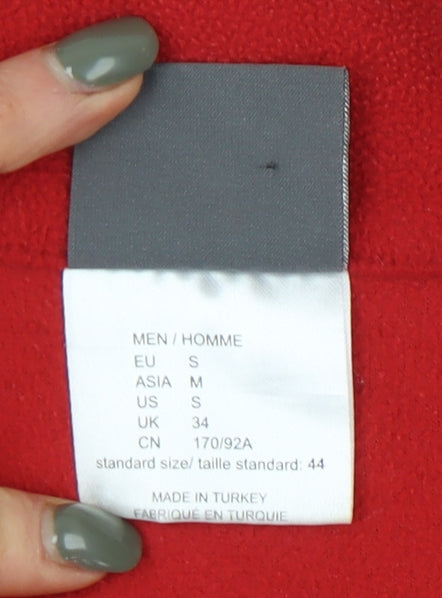 MEN / HOMME
EU S
ASIA M
US S
UK 34
CN 170/92A
standard size/ taille standard: 44
MADE IN TURKEY
FABRIQUÉ EN TURQUIE